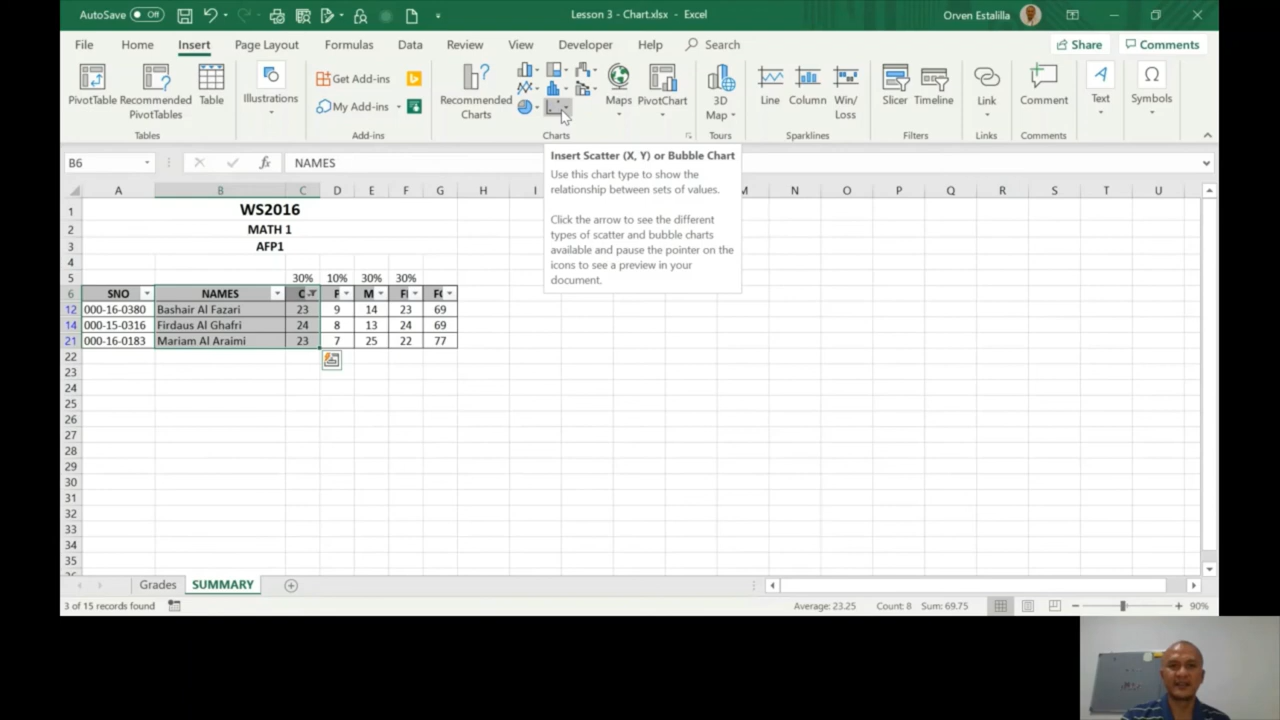 AutoSave Off
Lesson 3 - Chart.xlsx - Excel
Orven Estalilla
File Home Insert Page Layout Formulas Data Review View Developer Help Search
Share Comments
PivotTable Recommended PivotTables Table
Illustrations
Get Add-ins
My Add-ins
Recommended Charts
Maps PivotChart
3D Map
Line Column Win/Loss
Slicer Timeline
Link
Comment
Text
Symbols
Tables Add-ins Charts Tours Sparklines Filters Links Comments
B6 fx NAMES
Insert Scatter (X, Y) or Bubble Chart
Use this chart type to show the
relationship between sets of values.
Click the arrow to see the different
types of scatter and bubble charts
available and pause the pointer on the
icons to see a preview in your
document.
A B C D E F G H I M N O P Q R S T U
1 WS2016
2 MATH 1
3 AFP1
4
5 30% 10% 30% 30%
6 SNO NAMES C F M FI FG
12 000-16-0380 Bashair Al Fazari 23 9 14 23 69
14 000-15-0316 Firdaus Al Ghafri 24 8 13 24 69
21 000-16-0183 Mariam Al Araimi 23 7 25 22 77
22
23
24
25
26
27
28
29
30
31
32
33
34
35
Grades SUMMARY
3 of 15 records found
Average: 23.25 Count: 8 Sum: 69.75
90%